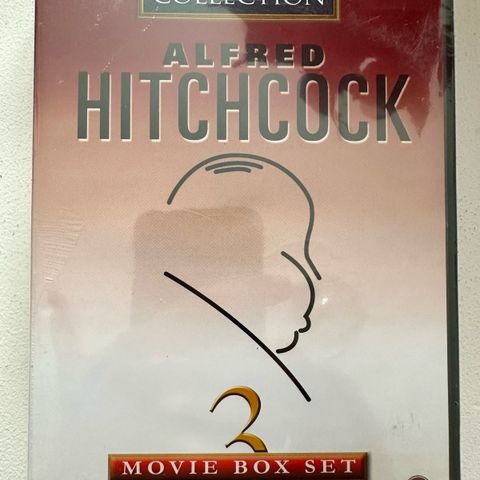 COLLECTION
ALFRED
HITCHCOCK
3
MOVIE BOX SET